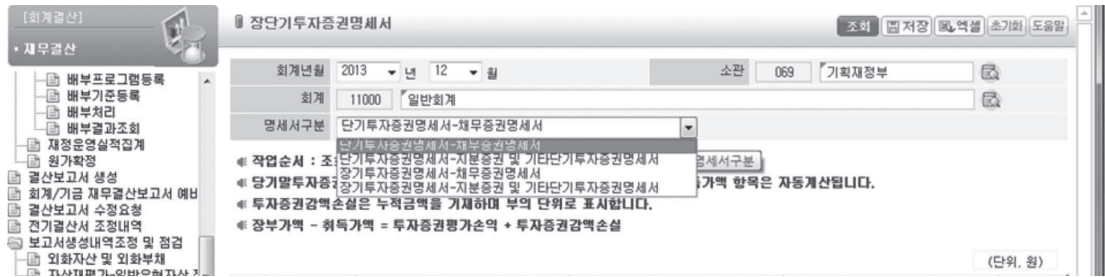 [회계결산]
• 재무결산
배부프로그램등록
배부기준등록
배부처리
배부결과조회
재정운영실적집계
원가확정
결산보고서 생성
회계/기금 재무결산보고서 예비
결산보고서 수정요청
전기결산서 조정내역
보고서생성내역조정 및 점검
외화자산 및 외화부채
장단기투자증권명세서
조회 저장 엑셀 초기화 도움말
회계년월 2013 년 12 월 소관 069 기획재정부
회계 11000 일반회계
명세서구분 단기투자증권명세서-채무증권명세서
단기투자증권명세서-채무증권명세서
단기투자증권명세서-지분증권 및 기타단기투자증권명세서
장기투자증권명세서-채무증권명세서
장기투자증권명세서-지분증권 및 기타단기투자증권명세서
명세서구분
작업순서 : 조
당기말투자증
가액 항목은 자동계산됩니다.
투자증권감액손실은 누적금액을 기재하며 부의 단위로 표시합니다.
장부가액 - 취득가액 = 투자증권평가손익 + 투자증권감액손실
(단위, 원)